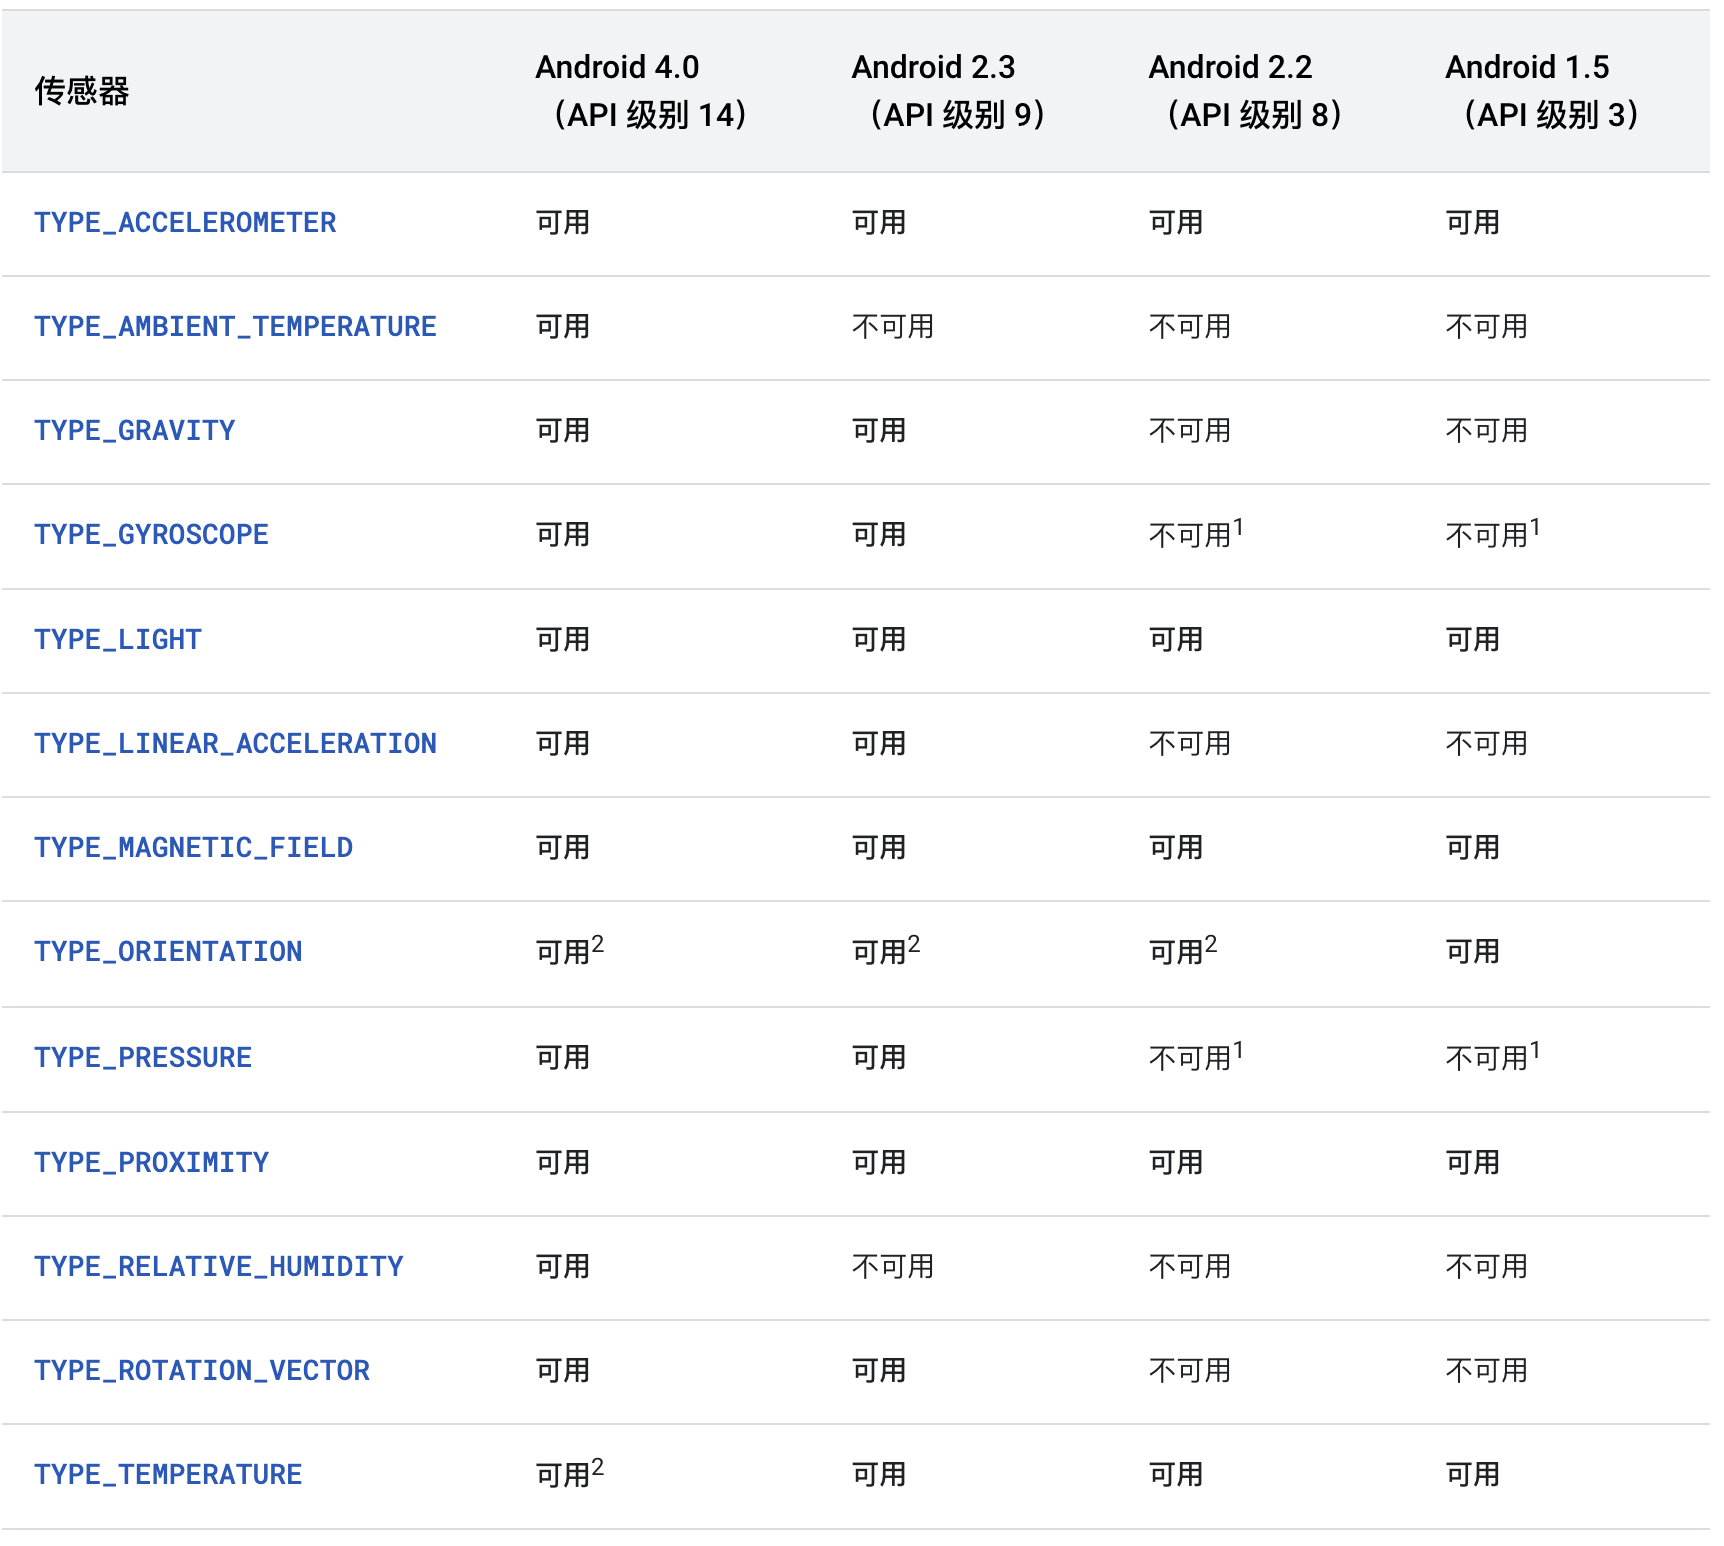 传感器 Android 4.0 Android 2.3 Android 2.2 Android 1.5
（API 级别 14） （API 级别 9） （API 级别 8） （API 级别 3）
TYPE_ACCELEROMETER 可用 可用 可用 可用
TYPE_AMBIENT_TEMPERATURE 可用 不可用 不可用 不可用
TYPE_GRAVITY 可用 可用 不可用 不可用
TYPE_GYROSCOPE 可用 可用 不可用1 不可用1
TYPE_LIGHT 可用 可用 可用 可用
TYPE_LINEAR_ACCELERATION 可用 可用 不可用 不可用
TYPE_MAGNETIC_FIELD 可用 可用 可用 可用
TYPE_ORIENTATION 可用2 可用2 可用2 可用
TYPE_PRESSURE 可用 可用 不可用1 不可用1
TYPE_PROXIMITY 可用 可用 可用 可用
TYPE_RELATIVE_HUMIDITY 可用 不可用 不可用 不可用
TYPE_ROTATION_VECTOR 可用 可用 不可用 不可用
TYPE_TEMPERATURE 可用2 可用 可用 可用